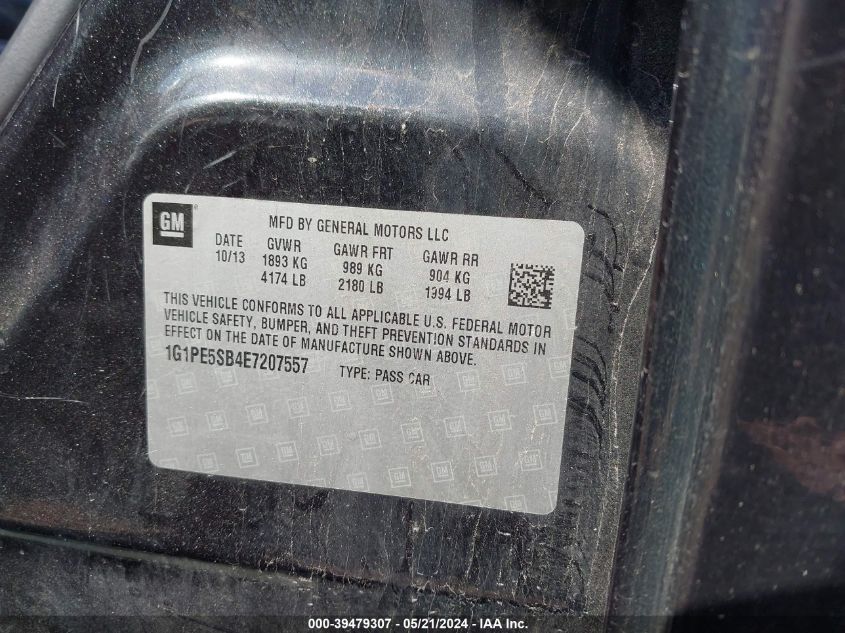 GM
MFD BY GENERAL MOTORS LLC
DATE GVWR GAWR FRT GAWR RR
10/13 1893 KG 989 KG 904 KG
4174 LB 2180 LB 1994 LB
THIS VEHICLE CONFORMS TO ALL APPLICABLE U.S. FEDERAL MOTOR
VEHICLE SAFETY, BUMPER, AND THEFT PREVENTION STANDARDS IN
EFFECT ON THE DATE OF MANUFACTURE SHOWN ABOVE.
1G1PE5SB4E7207557 TYPE: PASS CAR
000-39479307 - 05/21/2024 - IAAI.com